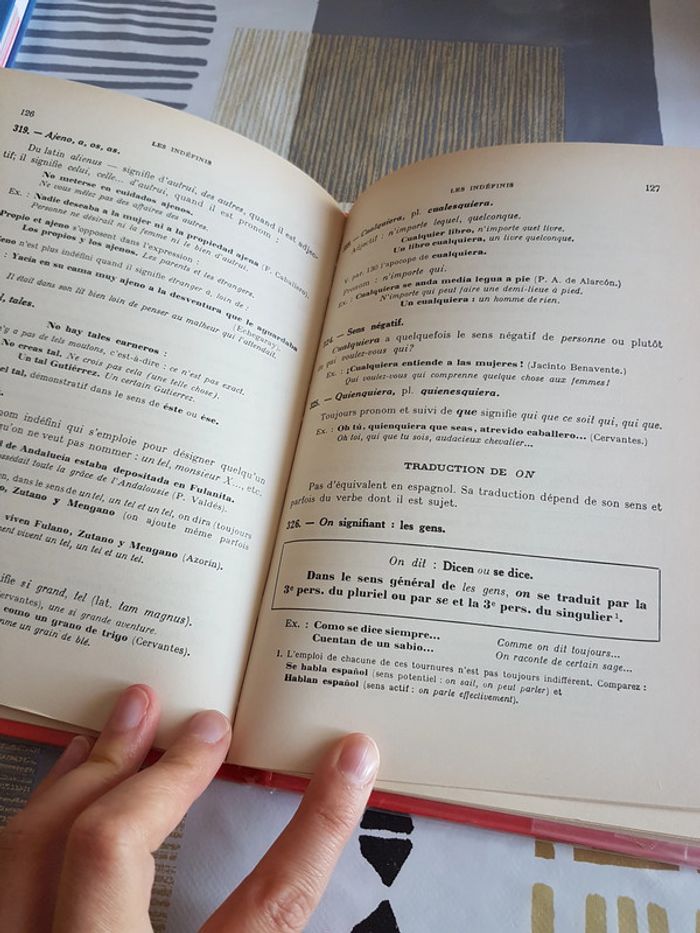 126
LES INDÉFINIS
319. — Ajeno, a, os, as.
Du latin alienus — signifie d'autrui, des autres, quand il est adjec-
tif; il signifie celui, celle... d'autrui, quand il est pronom :
No meterse en cuidados ajenos.
Ne vous mêlez pas des affaires des autres.
Ex. : Nadie deseaba a la mujer ni a la propiedad ajena (P. Caballero).
Personne ne désirait ni la femme ni le bien d'autrui.
Propio et ajeno s'opposent dans l'expression :
Los propios y los ajenos. Les parents et les étrangers.
n'est plus indéfini quand il signifie étranger à, loin de :
: Yacía en su cama muy ajeno a la desventura que le aguardaba
(Echegaray).
Il était dans son lit bien loin de penser au malheur qui l'attendait.
tales.
No hay tales carneros :
n'y a pas de tels moutons, c'est-à-dire : ce n'est pas exact.
No creas tal. Ne crois pas cela (une telle chose).
Un tal Gutiérrez. Un certain Gutierrez.
el tal, démonstratif dans le sens de éste ou ése.
indéfini qui s'emploie pour désigner quelqu'un
qu'on ne veut pas nommer : un tel, monsieur X..., etc.
de Andalucía estaba depositada en Fulanita.
toute la grâce de l'Andalousie (P. Valdés).
dans le sens de un tel, un tel et un tel, on dira (toujours
Zutano y Mengano (on ajoute même parfois
viven Fulano, Zutano y Mengano (Azorín).
vivent un tel, un tel et un tel.
si grand, tel (lat. tam magnus).
une si grande aventure.
como un grano de trigo (Cervantes).
un grain de blé.
LES INDÉFINIS
127
— Cualquiera, pl. cualesquiera.
Adjectif : n'importe lequel, quelconque.
Cualquier libro, n'importe quel livre.
Un libro cualquiera, un livre quelconque.
v. par. 130 l'apocope de cualquiera.
Pronom : n'importe qui.
Ex. : Cualquiera se anda media legua a pie (P. A. de Alarcón.)
N'importe qui peut faire une demi-lieue à pied.
Un cualquiera : un homme de rien.
324. — Sens négatif.
Cualquiera a quelquefois le sens négatif de personne ou plutôt
de qui voulez-vous qui?
Ex. : ¡Cualquiera entiende a las mujeres! (Jacinto Benavente.)
Qui voulez-vous qui comprenne quelque chose aux femmes!
325. — Quienquiera, pl. quienesquiera.
Toujours pronom et suivi de que signifie qui que ce soit qui, qui que.
Ex. : Oh tú, quienquiera que seas, atrevido caballero... (Cervantes.)
Oh toi, qui que tu sois, audacieux chevalier...
TRADUCTION DE ON
Pas d'équivalent en espagnol. Sa traduction dépend de son sens et
parfois du verbe dont il est sujet.
326. — On signifiant : les gens.
On dit : Dicen ou se dice.
Dans le sens général de les gens, on se traduit par la
3e pers. du pluriel ou par se et la 3e pers. du singulier¹.
Ex. : Como se dice siempre... Comme on dit toujours...
Cuentan de un sabio... On raconte de certain sage...
1. L'emploi de chacune de ces tournures n'est pas toujours indifférent. Comparez :
Se habla español (sens potentiel : on sait, on peut parler) et
Hablan español (sens actif : on parle effectivement).